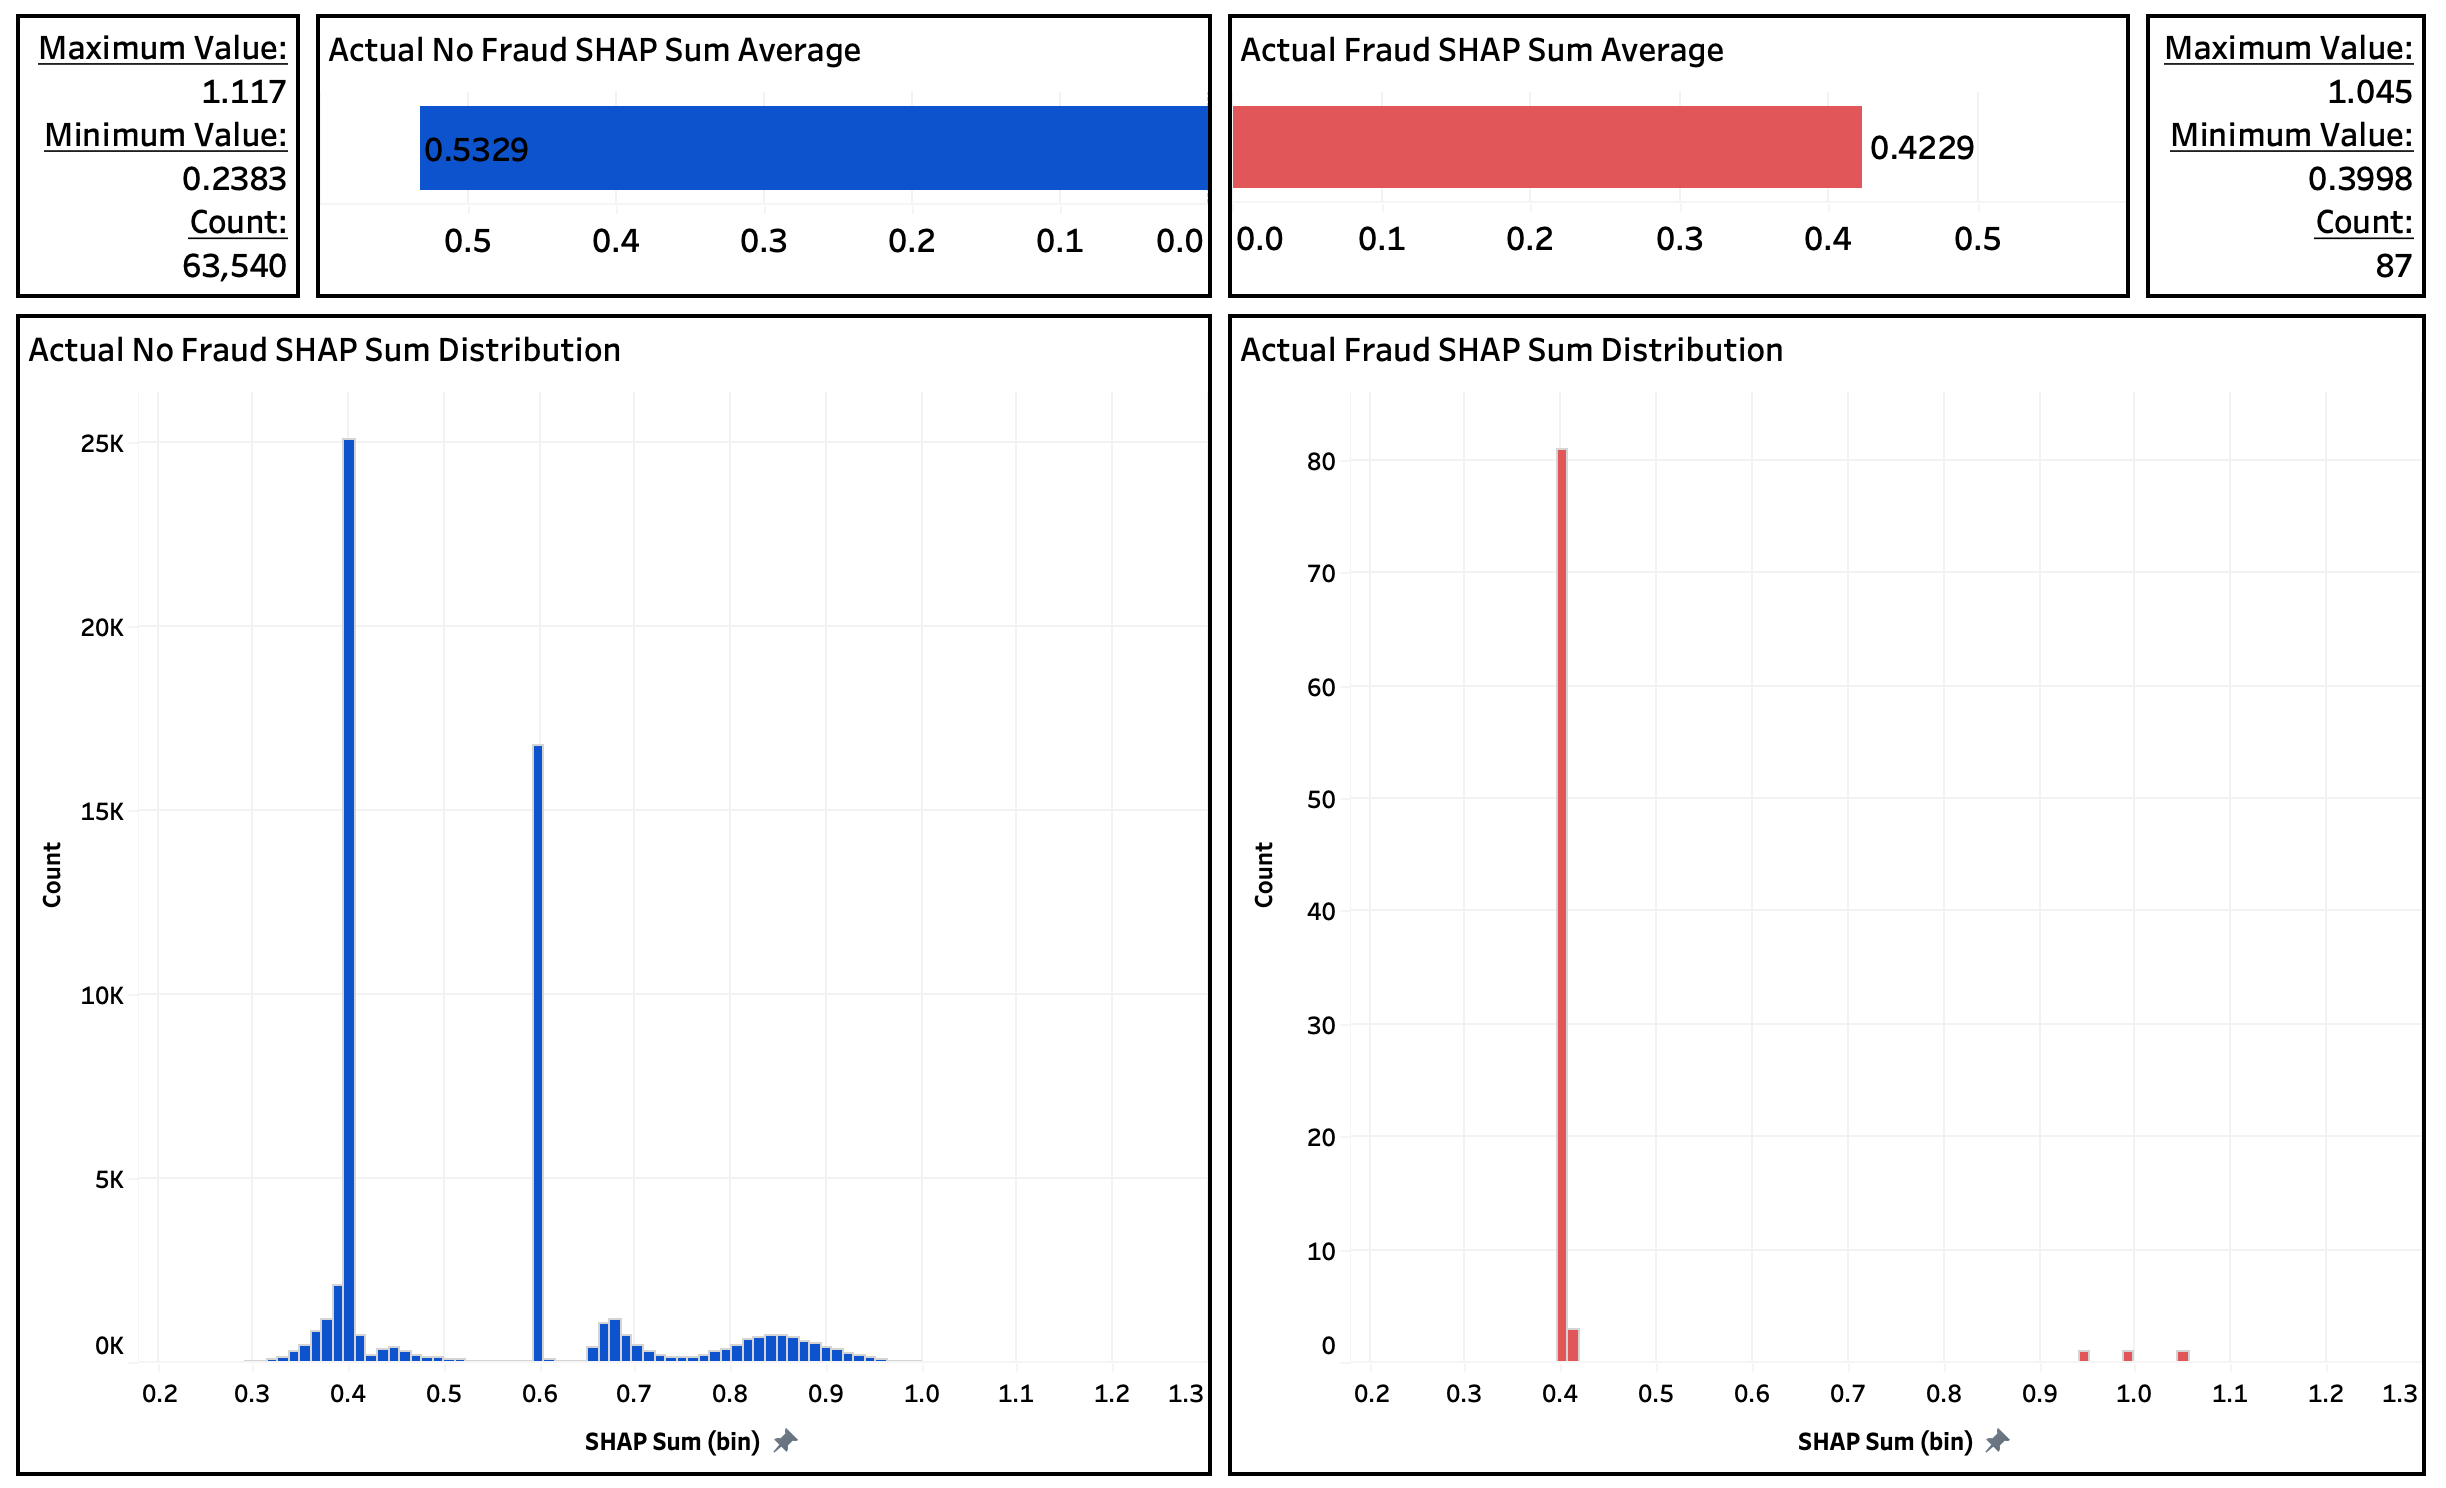 Maximum Value:
1.117
Minimum Value:
0.2383
Count:
63,540
Actual No Fraud SHAP Sum Average
0.5329
0.5 0.4 0.3 0.2 0.1 0.0
Actual Fraud SHAP Sum Average
0.4229
0.0 0.1 0.2 0.3 0.4 0.5
Maximum Value:
1.045
Minimum Value:
0.3998
Count:
87
Actual No Fraud SHAP Sum Distribution
25K
20K
15K
10K
5K
0K
Count
0.2 0.3 0.4 0.5 0.6 0.7 0.8 0.9 1.0 1.1 1.2 1.3
SHAP Sum (bin)
Actual Fraud SHAP Sum Distribution
80
70
60
50
40
30
20
10
0
Count
0.2 0.3 0.4 0.5 0.6 0.7 0.8 0.9 1.0 1.1 1.2 1.3
SHAP Sum (bin)